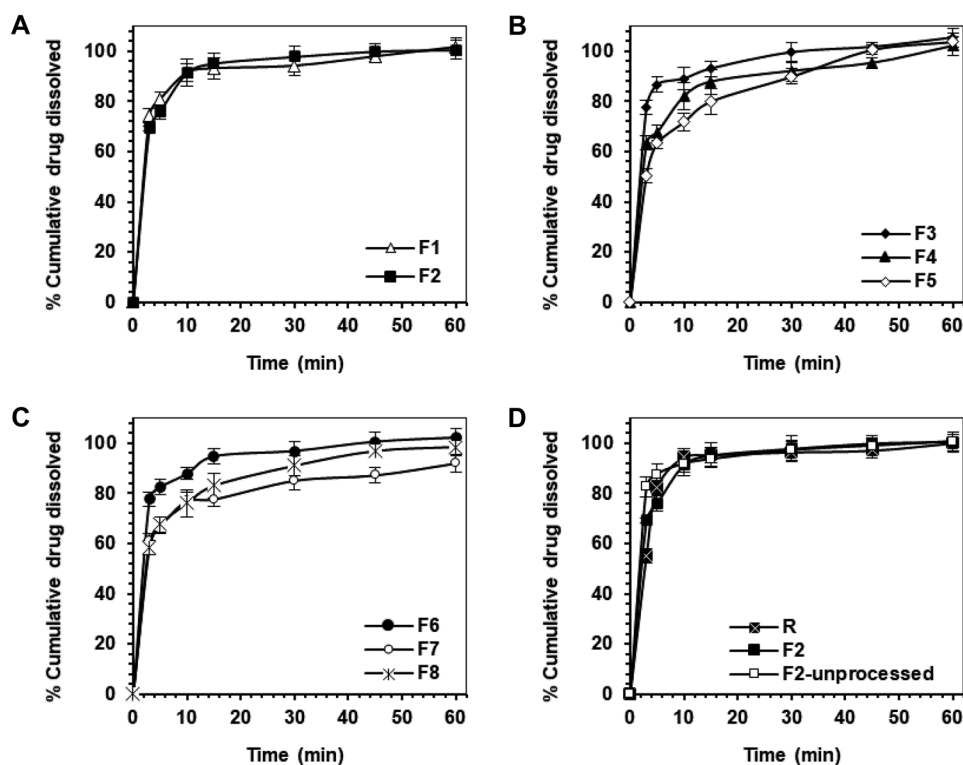 A
% Cumulative drug dissolved
100
80
60
40
20
0
F1
F2
0 10 20 30 40 50 60
Time (min)
B
% Cumulative drug dissolved
100
80
60
40
20
0
F3
F4
F5
0 10 20 30 40 50 60
Time (min)
C
% Cumulative drug dissolved
100
80
60
40
20
0
F6
F7
F8
0 10 20 30 40 50 60
Time (min)
D
% Cumulative drug dissolved
100
80
60
40
20
0
R
F2
F2-unprocessed
0 10 20 30 40 50 60
Time (min)